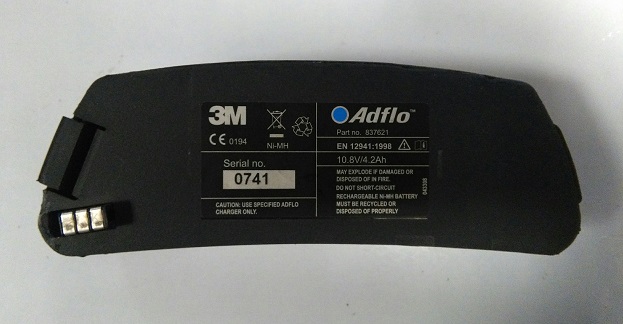 3M
CE 0194
Ni-MH
Serial no.
0741
CAUTION: USE SPECIFIED ADFLO
CHARGER ONLY.
Adflo™
Part no. 837621
EN 12941:1998
10.8V/4.2Ah
MAY EXPLODE IF DAMAGED OR
DISPOSED OF IN FIRE.
DO NOT SHORT-CIRCUIT
RECHARGEABLE NI-MH BATTERY
MUST BE RECYCLED OR
DISPOSED OF PROPERLY